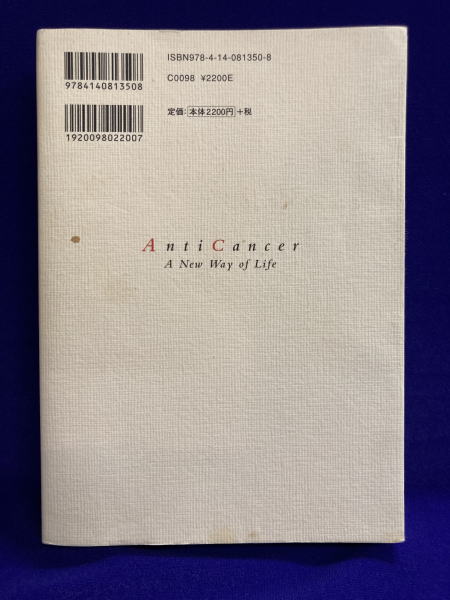 ISBN978-4-14-081350-8
C0098 ¥2200E
9784140813508
定価:本体2200円+税
1920098022007
AntiCancer
A New Way of Life